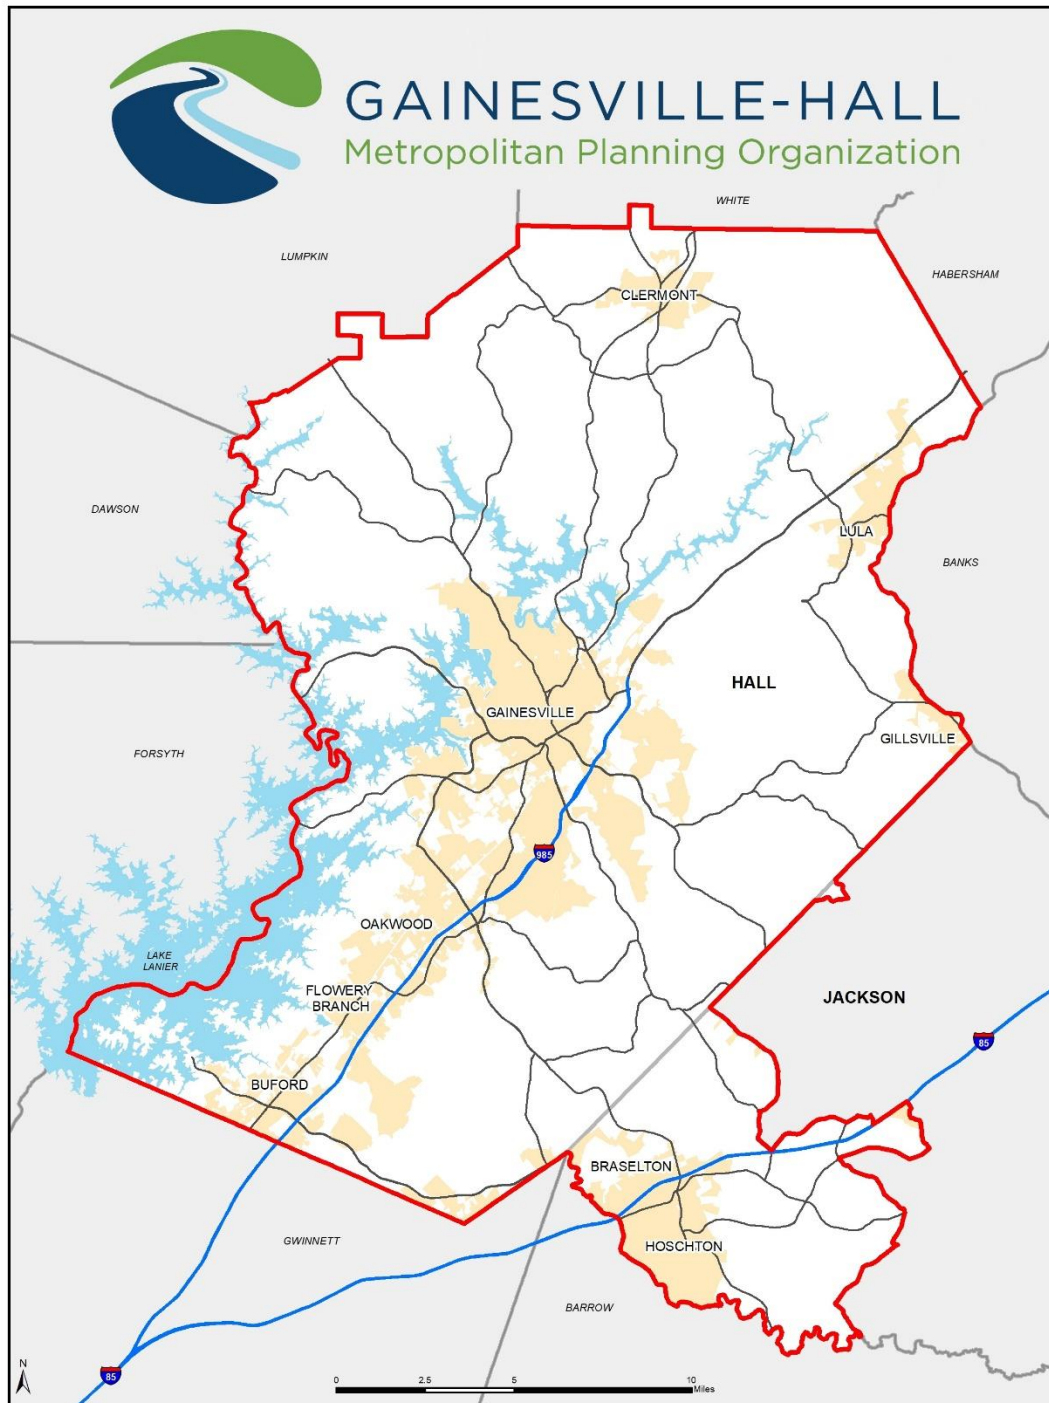 GAINESVILLE-HALL
Metropolitan Planning Organization
WHITE
LUMPKIN
HABERSHAM
CLERMONT
DAWSON
LULA
BANKS
HALL
GAINESVILLE
GILLSVILLE
FORSYTH
985
OAKWOOD
LAKE
LANIER
FLOWERY
BRANCH
JACKSON
85
BUFORD
BRASELTON
GWINNETT
HOSCHTON
BARROW
N
85
0 2.5 5 10
Miles